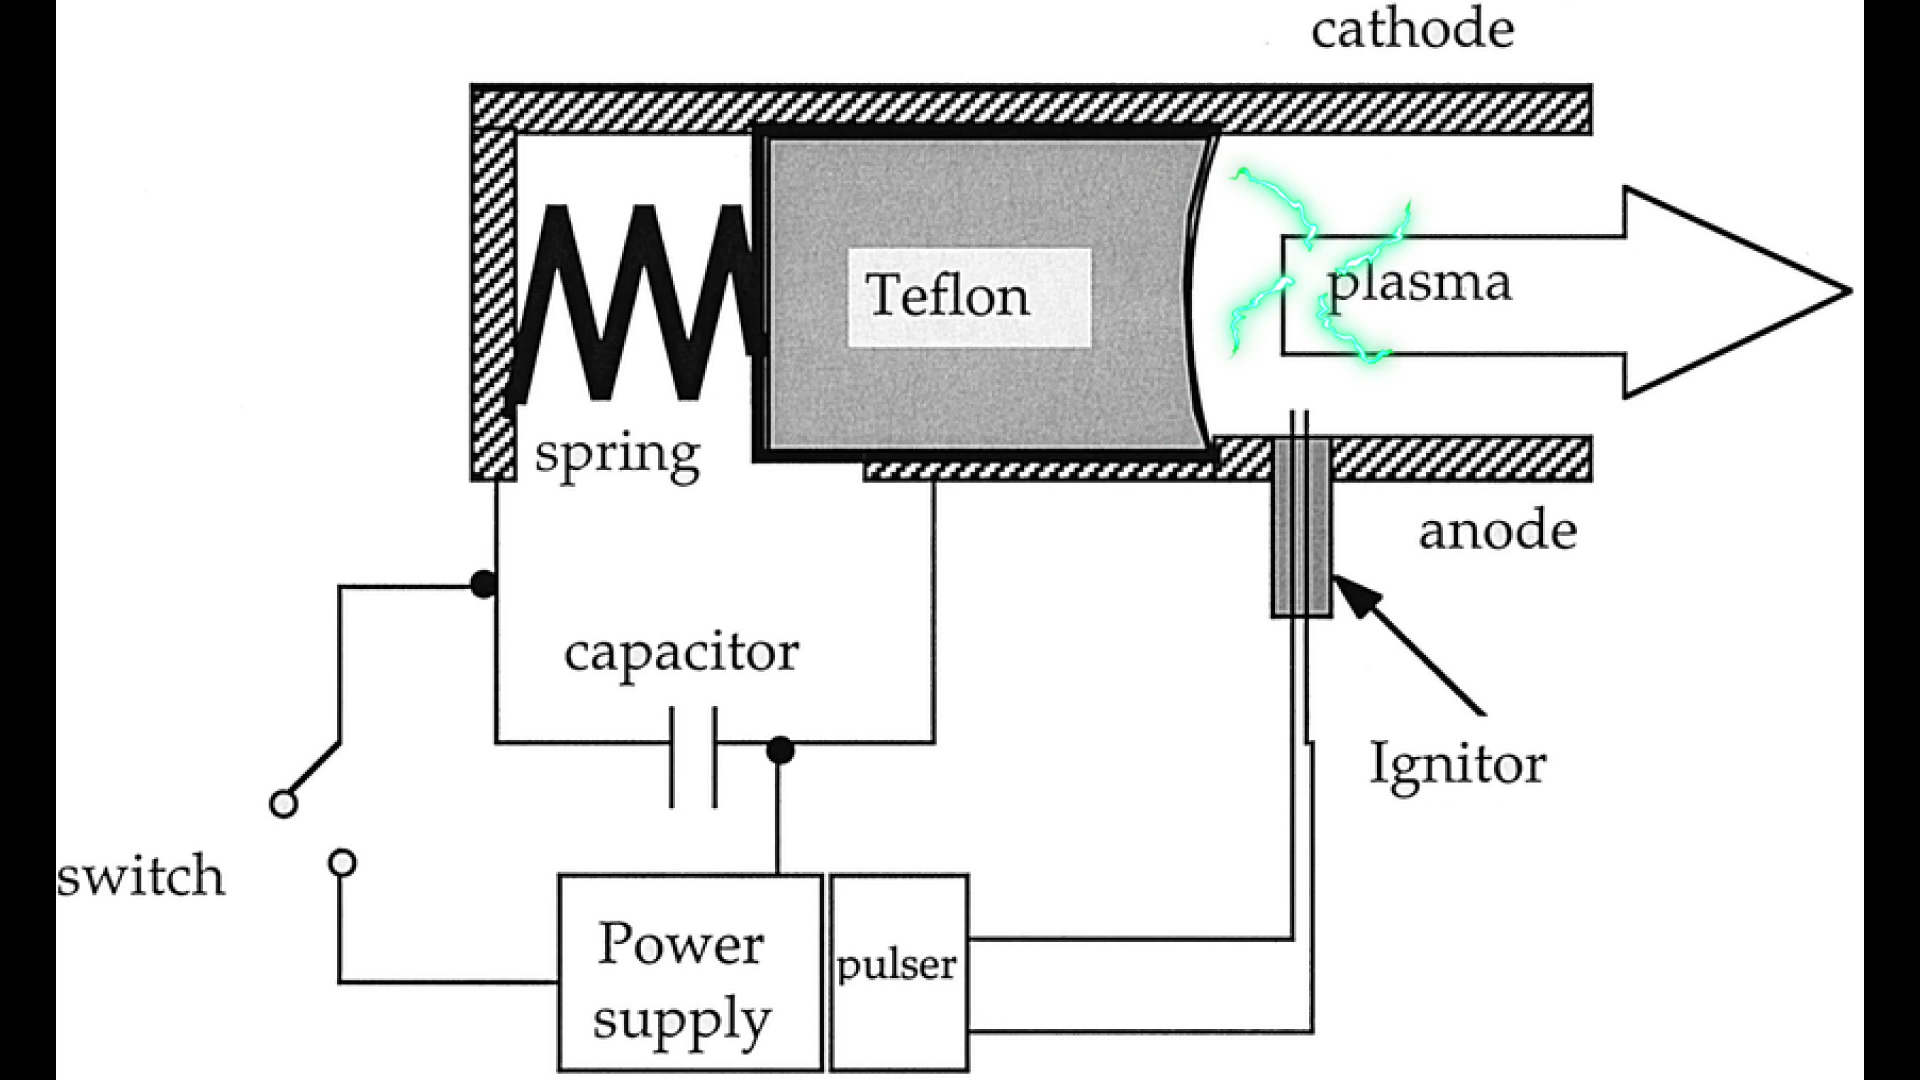 cathode
Teflon
plasma
spring
anode
capacitor
Ignitor
switch
Power
supply
pulser